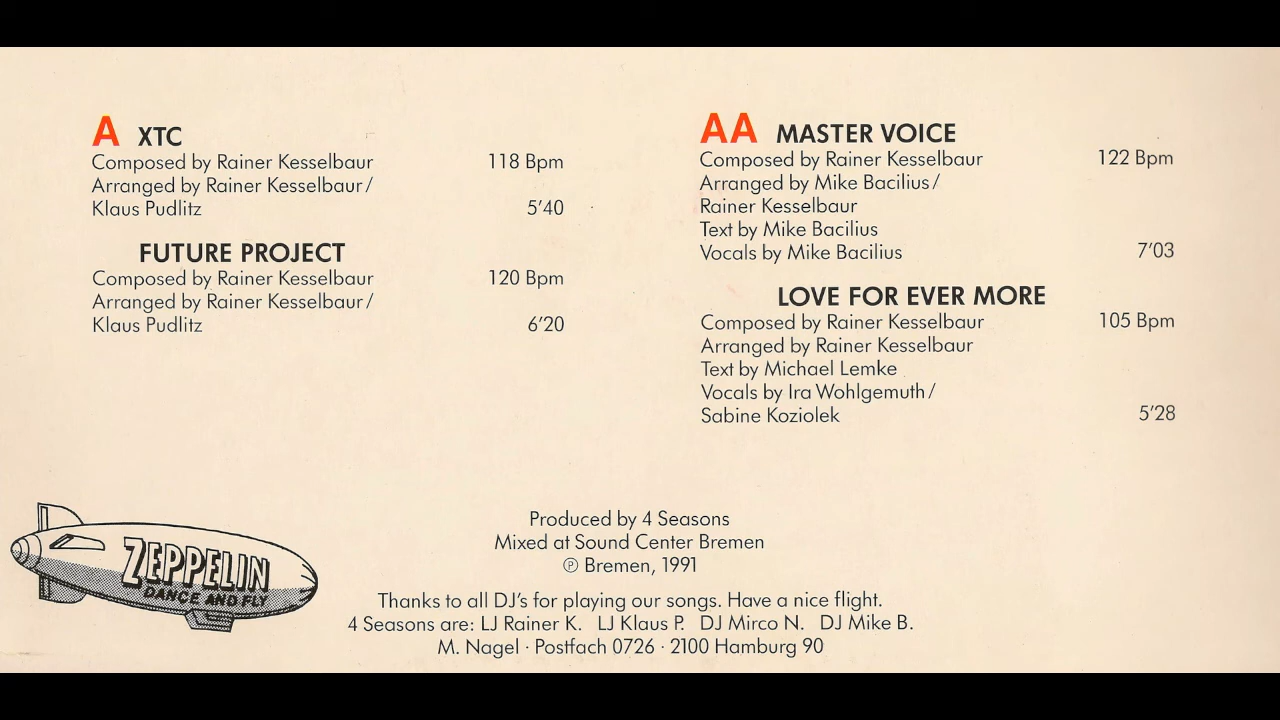 A XTC
Composed by Rainer Kesselbaur 118 Bpm
Arranged by Rainer Kesselbaur/
Klaus Pudlitz 5'40
FUTURE PROJECT
Composed by Rainer Kesselbaur 120 Bpm
Arranged by Rainer Kesselbaur/
Klaus Pudlitz 6'20
AA MASTER VOICE
Composed by Rainer Kesselbaur 122 Bpm
Arranged by Mike Bacilius/
Rainer Kesselbaur
Text by Mike Bacilius
Vocals by Mike Bacilius 7'03
LOVE FOR EVER MORE
Composed by Rainer Kesselbaur 105 Bpm
Arranged by Rainer Kesselbaur
Text by Michael Lemke
Vocals by Ira Wohlgemuth/
Sabine Koziolek 5'28
ZEPPELIN
DANCE AND FLY
Produced by 4 Seasons
Mixed at Sound Center Bremen
℗ Bremen, 1991
Thanks to all DJ's for playing our songs. Have a nice flight.
4 Seasons are: LJ Rainer K. LJ Klaus P. DJ Mirco N. DJ Mike B.
M. Nagel · Postfach 0726 · 2100 Hamburg 90